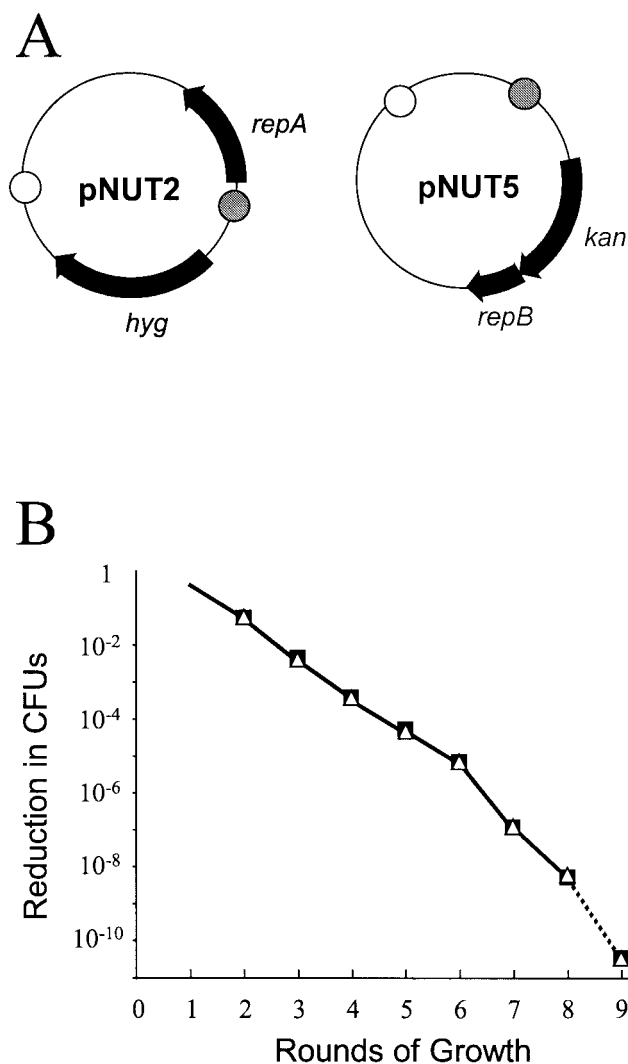 A
repA
pNUT2
hyg
pNUT5
kan
repB
B
1
10-2
10-4
10-6
10-8
10-10
Reduction in CFUs
0 1 2 3 4 5 6 7 8 9
Rounds of Growth